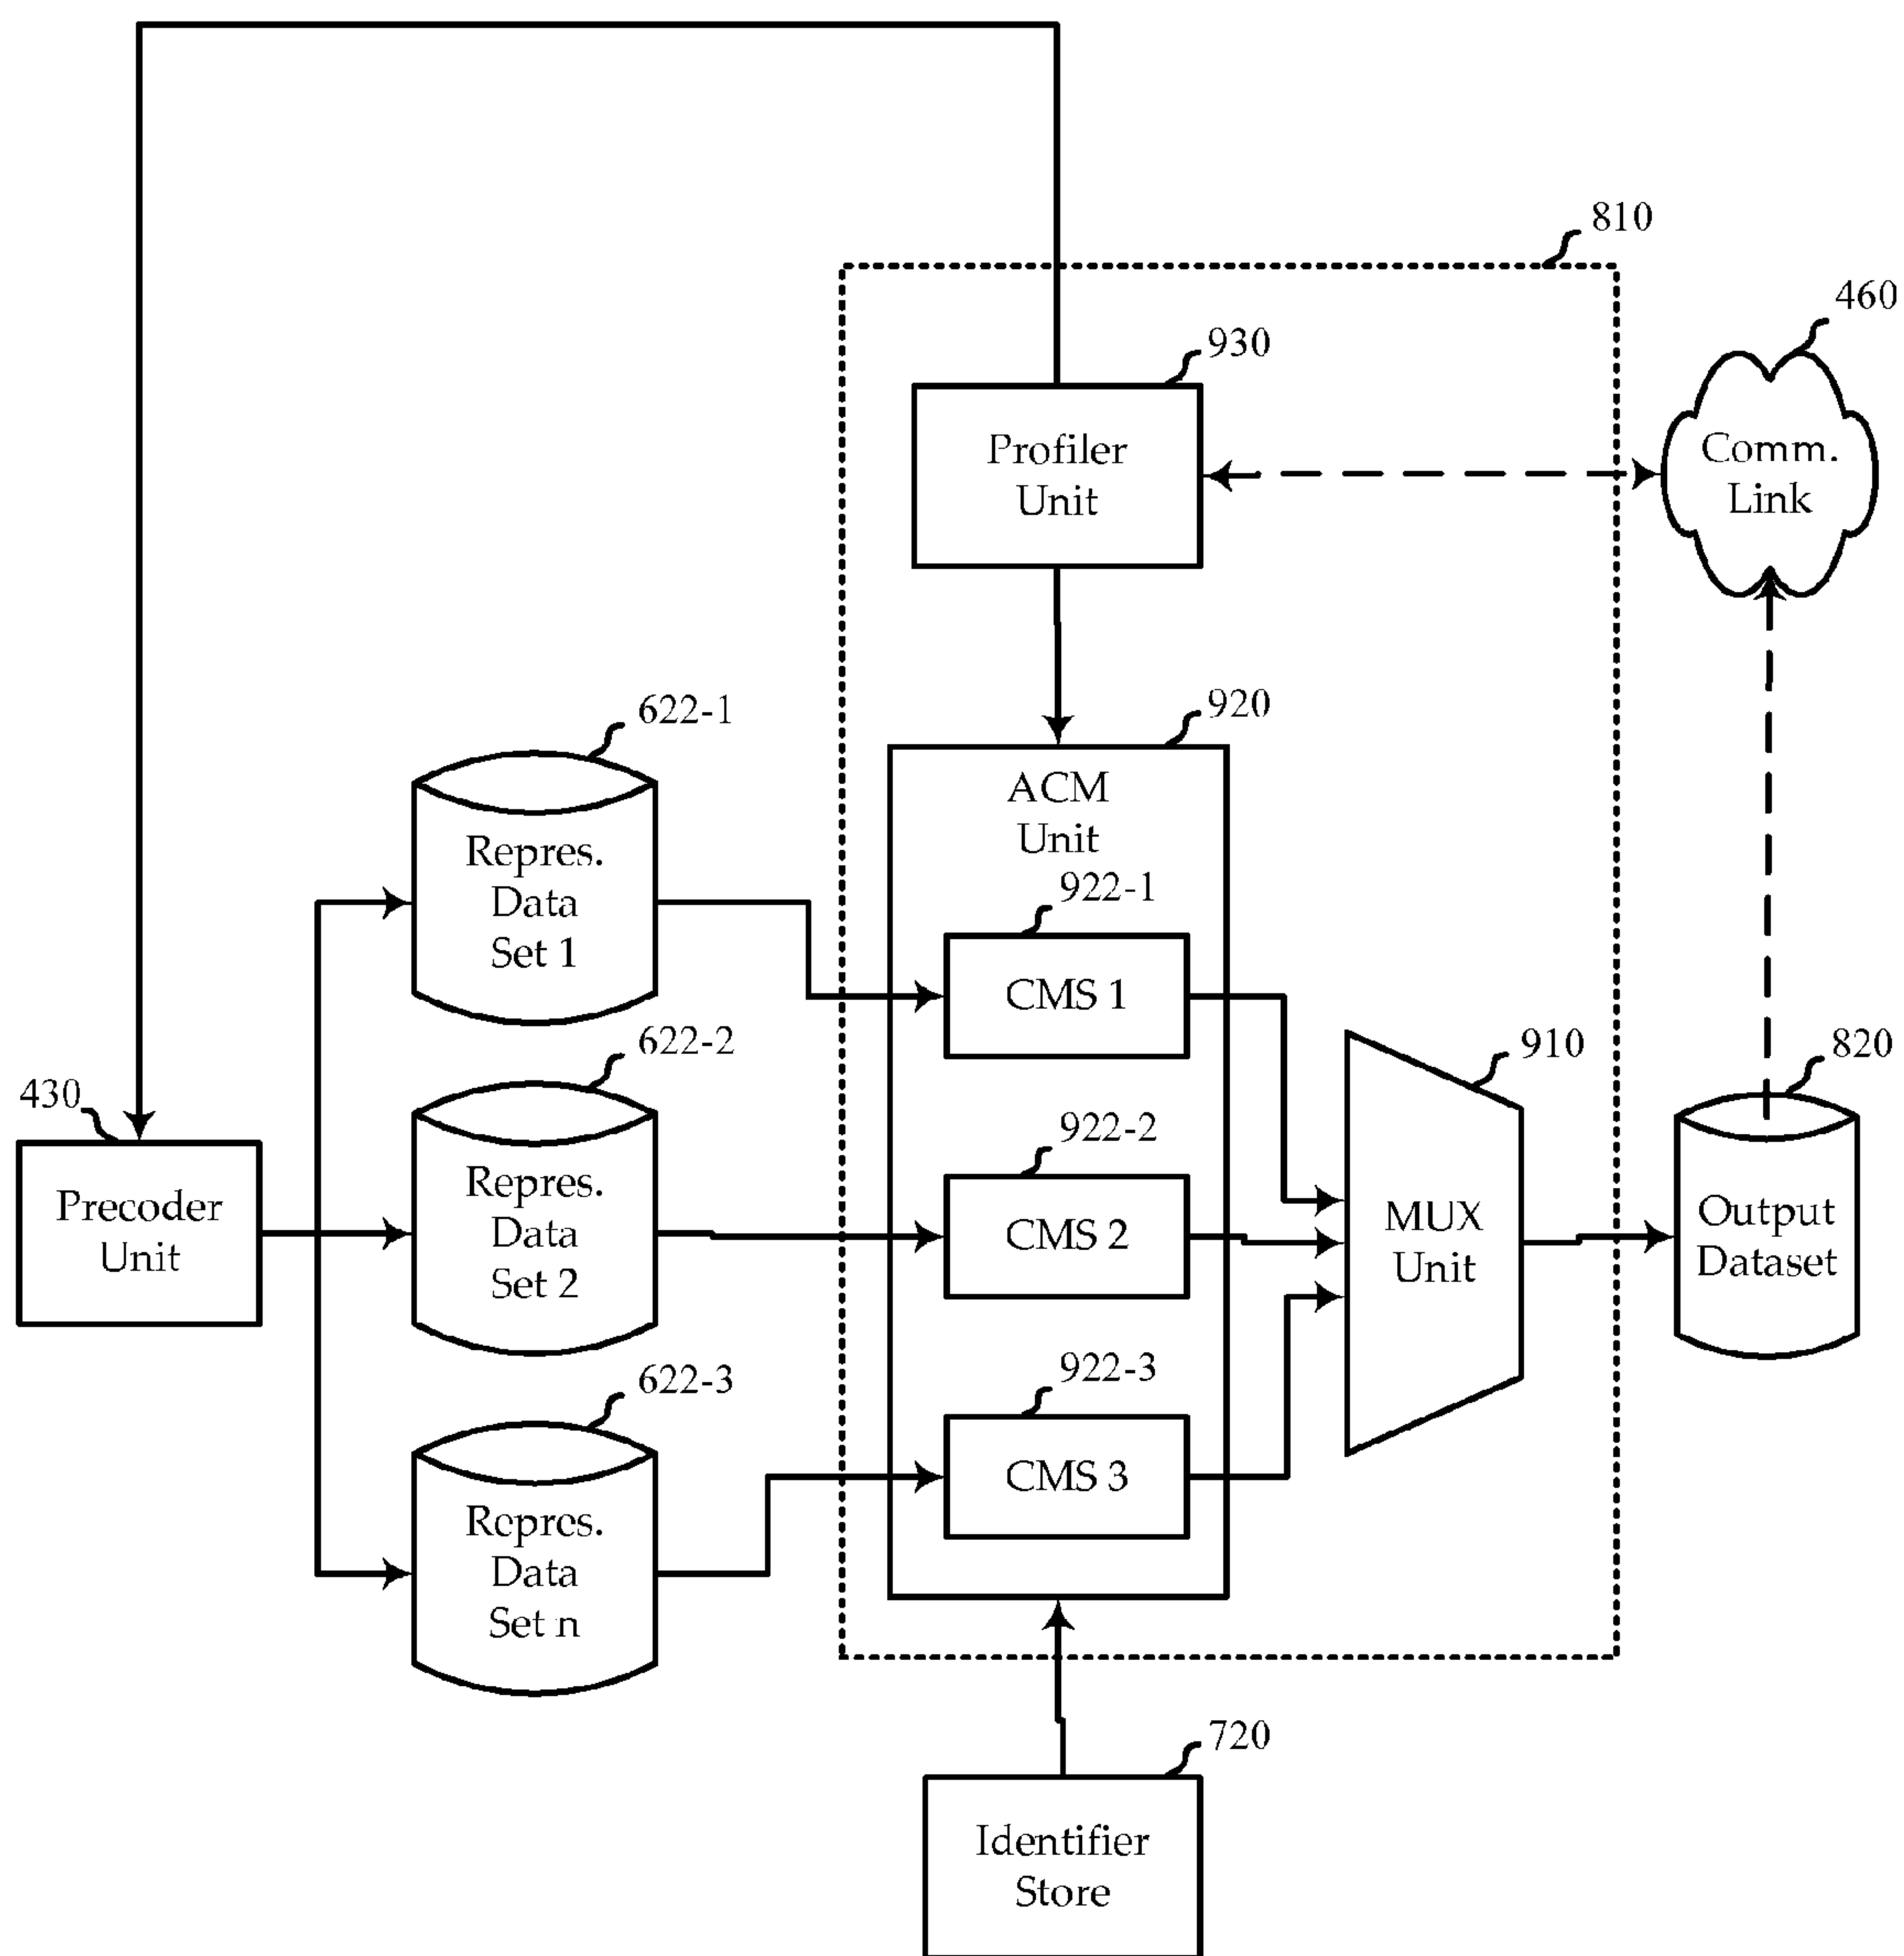 810
460
930
Profiler
Unit
Comm.
Link
622-1
920
ACM
Unit
Repres.
Data
Set 1
922-1
CMS 1
622-2
910
820
430
922-2
Precoder
Unit
Repres.
Data
Set 2
CMS 2
MUX
Unit
Output
Dataset
622-3
922-3
CMS 3
Repres.
Data
Set n
720
Identifier
Store